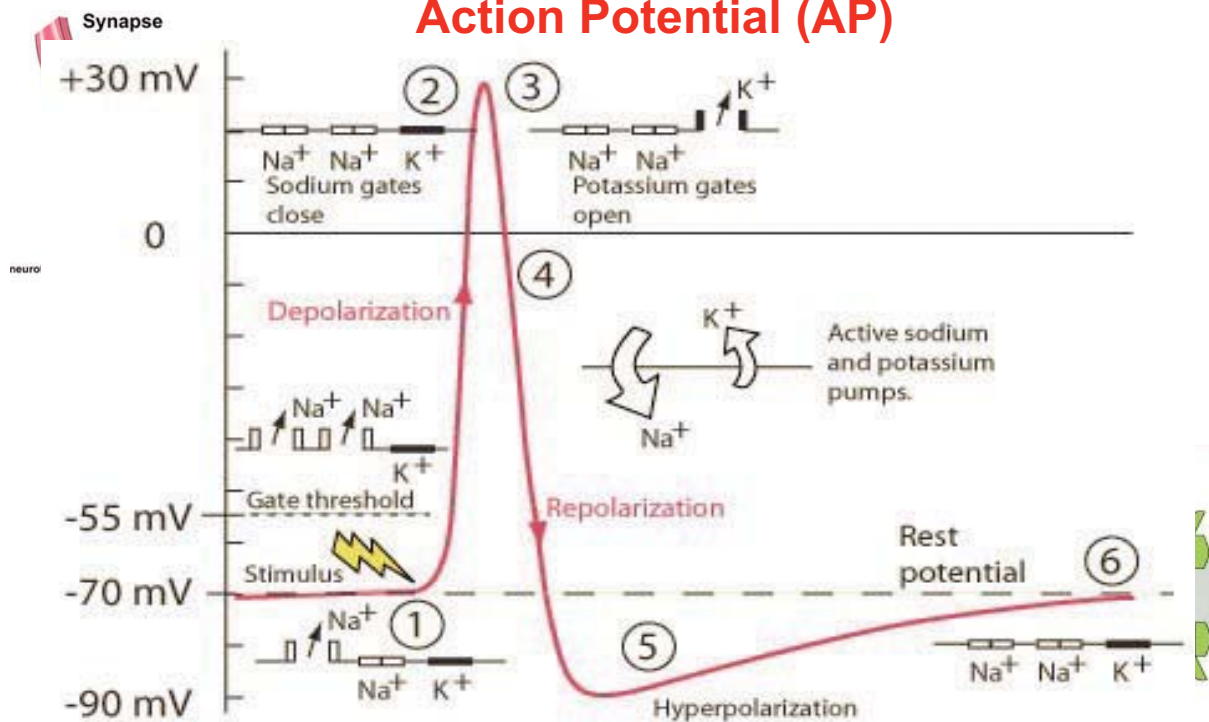 Action Potential (AP)
Synapse
+30 mV
2
3
K+
Na+ Na+ K+
Sodium gates
close
Na+ Na+
Potassium gates
open
0
neuro
4
Depolarization
K+
Active sodium
and potassium
pumps.
Na+
Na+ Na+
K+
Gate threshold
-55 mV
Repolarization
Stimulus
Rest
potential
6
-70 mV
1
Na+
Na+ K+
5
Na+ Na+ K+
-90 mV
Hyperpolarization